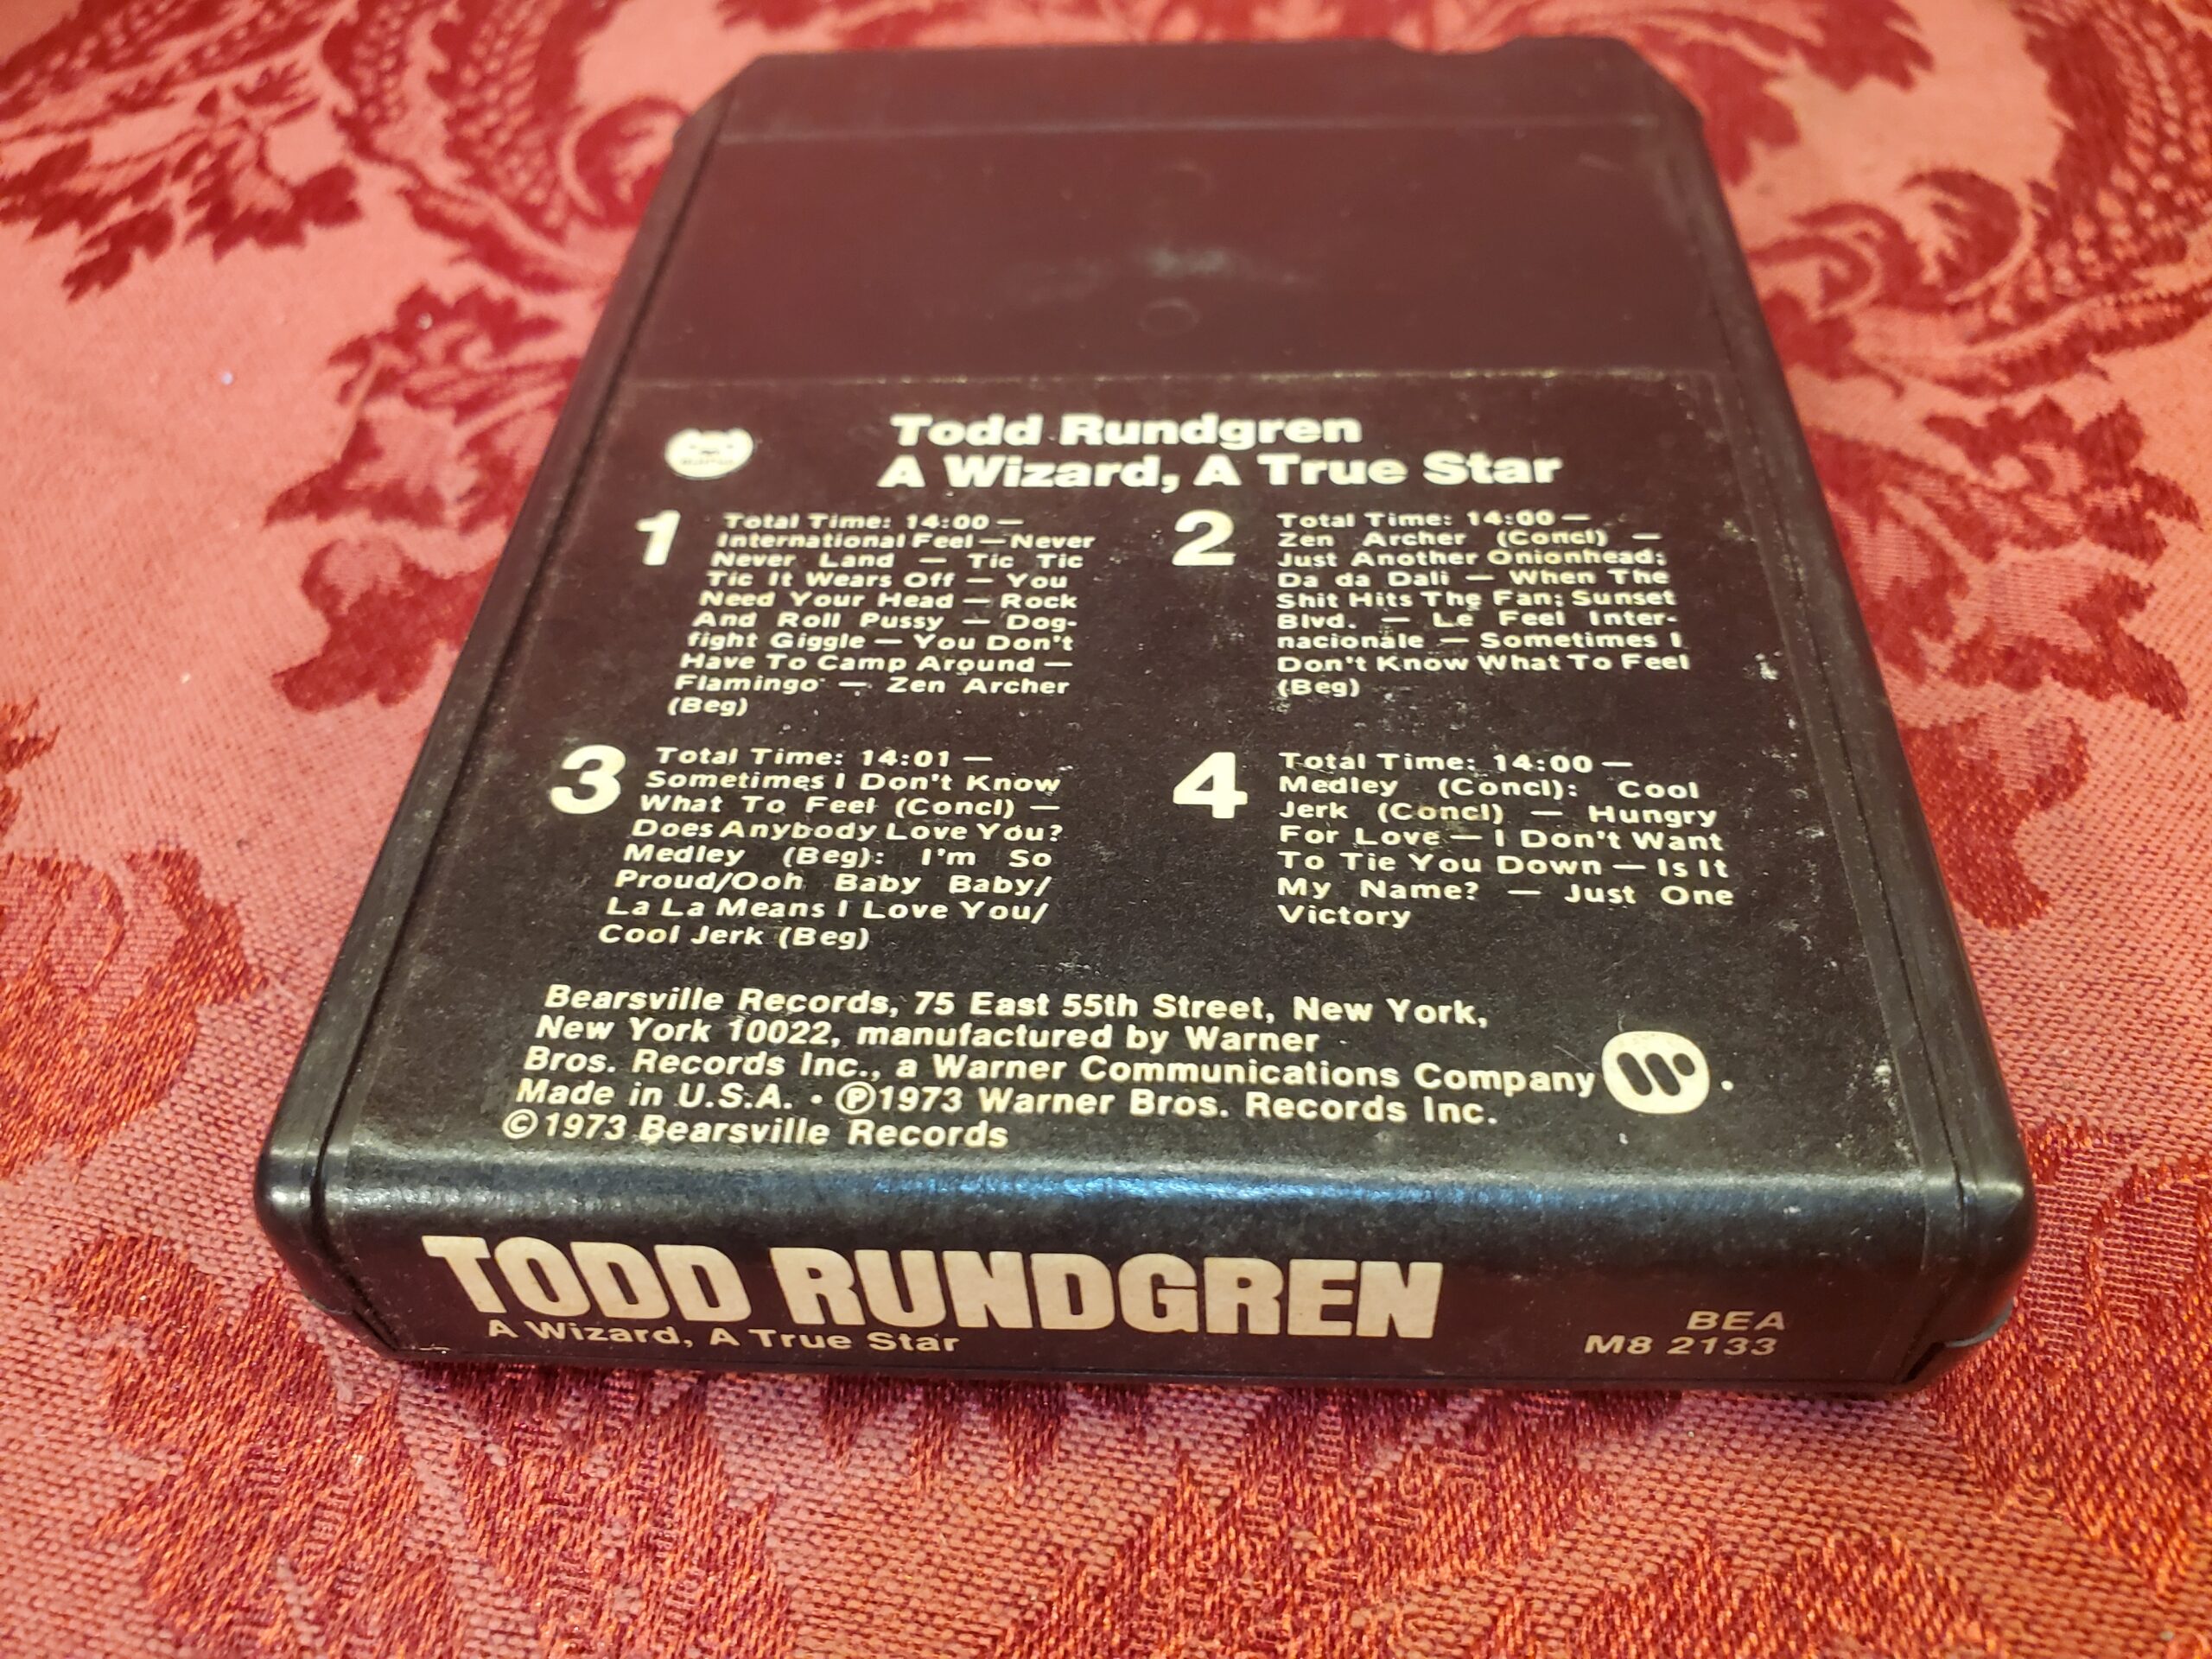 Todd Rundgren
A Wizard, A True Star
1
Total Time: 14:00 —
International Feel — Never
Never Land — Tic Tic
Tic It Wears Off — You
Need Your Head — Rock
And Roll Pussy — Dog-
fight Giggle — You Don't
Have To Camp Around —
Flamingo — Zen Archer
(Beg)
2
Total Time: 14:00 —
Zen Archer (Concl) —
Just Another Onionhead;
Da da Dali — When The
Shit Hits The Fan; Sunset
Blvd. — Le Feel Inter-
nacionale — Sometimes I
Don't Know What To Feel
(Beg)
3
Total Time: 14:01 —
Sometimes I Don't Know
What To Feel (Concl) —
Does Anybody Love You?
Medley (Beg): I'm So
Proud/Ooh Baby Baby/
La La Means I Love You/
Cool Jerk (Beg)
4
Total Time: 14:00 —
Medley (Concl): Cool
Jerk (Concl) — Hungry
For Love — I Don't Want
To Tie You Down — Is It
My Name? — Just One
Victory
Bearsville Records, 75 East 55th Street, New York,
New York 10022, manufactured by Warner
Bros. Records Inc., a Warner Communications Company .
Made in U.S.A. • ℗1973 Warner Bros. Records Inc.
©1973 Bearsville Records
TODD RUNDGREN
A Wizard, A True Star
BEA
M8 2133